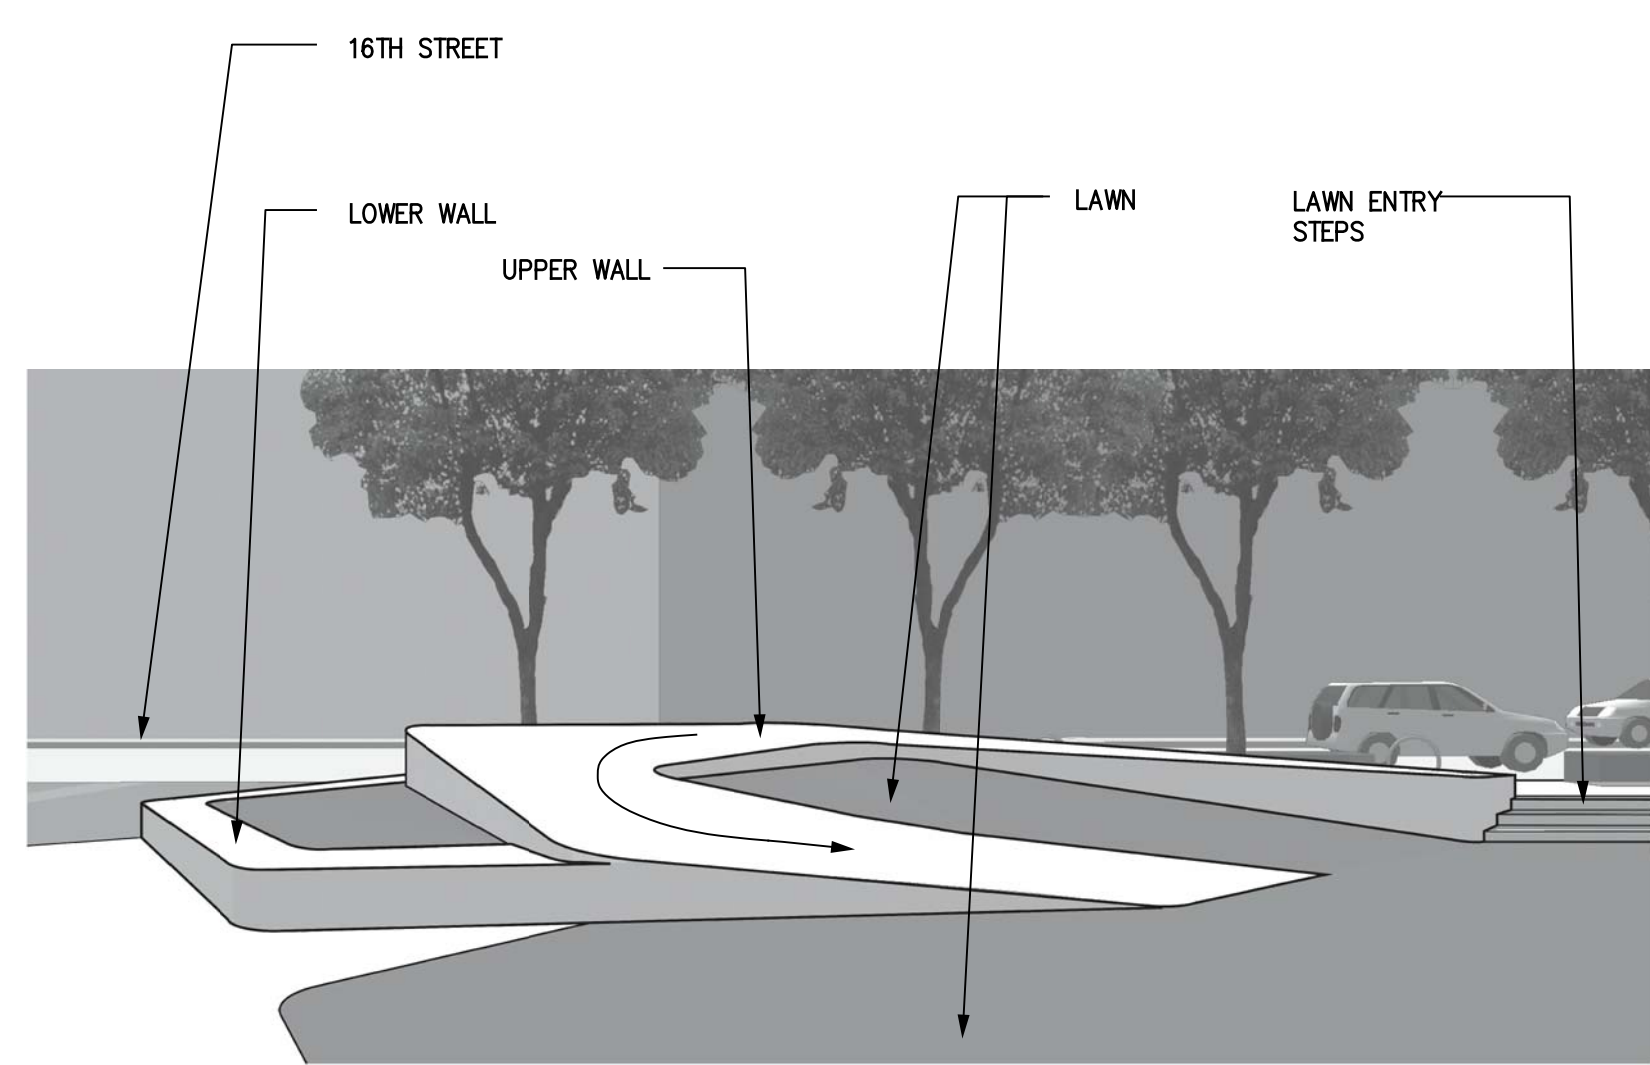 16TH STREET
LOWER WALL
UPPER WALL
LAWN
LAWN ENTRY
STEPS